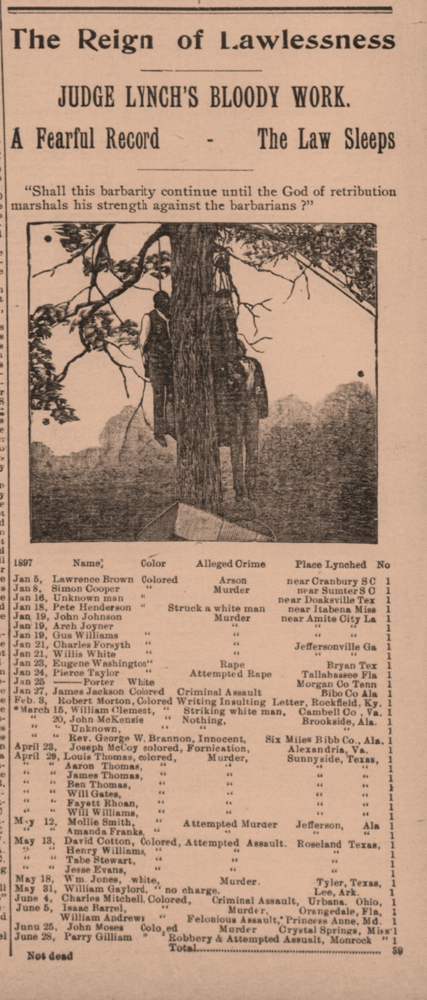 The Reign of Lawlessness
JUDGE LYNCH'S BLOODY WORK.
A Fearful Record - The Law Sleeps
"Shall this barbarity continue until the God of retribution
marshals his strength against the barbarians ?"
1897 Name; Color Alleged Crime Place Lynched No
Jan 5, Lawrence Brown Colored Arson near Cranbury S C 1
Jan 8, Simon Cooper " Murder near Sumter S C 1
Jan 16, Unknown man " near Doaksville Tex 1
Jan 18, Pete Henderson " Struck a white man near Itabena Miss 1
Jan 19, John Johnson Murder near Amite City La 1
Jan 19, Arch Joyner " " " 1
Jan 19, Gus Williams " " " " 1
Jan 21, Charles Forsyth " " Jeffersonville Ga 1
Jan 21, Willis White " " " " 1
Jan 23, Eugene Washington " Rape Bryan Tex 1
Jan 24, Pierce Taylor " Attempted Rape Tallahassee Fla 1
Jan 25 —— Porter White Morgan Co Tenn 1
Jan 27, James Jackson Colored Criminal Assault Bibo Co Ala 1
Feb. 3, Robert Morton, Colored Writing Insulting Letter, Rockfield, Ky. 1
*March 15, William Clement, " Striking white man, Cambell Co , Va. 1
" 20, John McKenzie " Nothing, Brookside, Ala. 1
" " Unknown, " " " 1
" " Rev. George W. Brannon, Innocent, Six Miles Bibb Co., Ala. 1
April 23, Joseph McCoy colored, Fornication, Alexandria, Va. 1
April 29, Louis Thomas, colored, Murder, Sunnyside, Texas, 1
" " Aaron Thomas, " " " " 1
" " James Thomas, " " " " 1
" " Ben Thomas, " " " " 1
" " Will Gates, " " " " 1
" " Fayett Rhoan, " " " " 1
" " Will Williams, " " " " 1
May 12, Mollie Smith, " Attempted Murder Jefferson, Ala 1
" " Amanda Franks, " " " " 1
May 13, David Cotton, Colored, Attempted Assault. Roseland Texas, 1
" " Henry Williams, " " " 1
" " Tabe Stewart, " " " 1
" " Jesse Evans, " " " 1
May 18, Wm. Jones, white, Murder. Tyler, Texas, 1
May 31, William Gaylord, " no charge. Lee, Ark. 1
June 4, Charles Mitchell, Colored, Criminal Assault, Urbana. Ohio, 1
June 5, Isaac Barrel, " Murder, Orangedale, Fla, 1
William Andrews " Felonious Assault, Princess Anne, Md. 1
Junu 25, John Moses Colo,ed Murder Crystal Springs, Miss 1
June 28, Parry Gilliam " Robbery & Attempted Assualt, Monrock " 1
Total.................................................... 39
Not dead